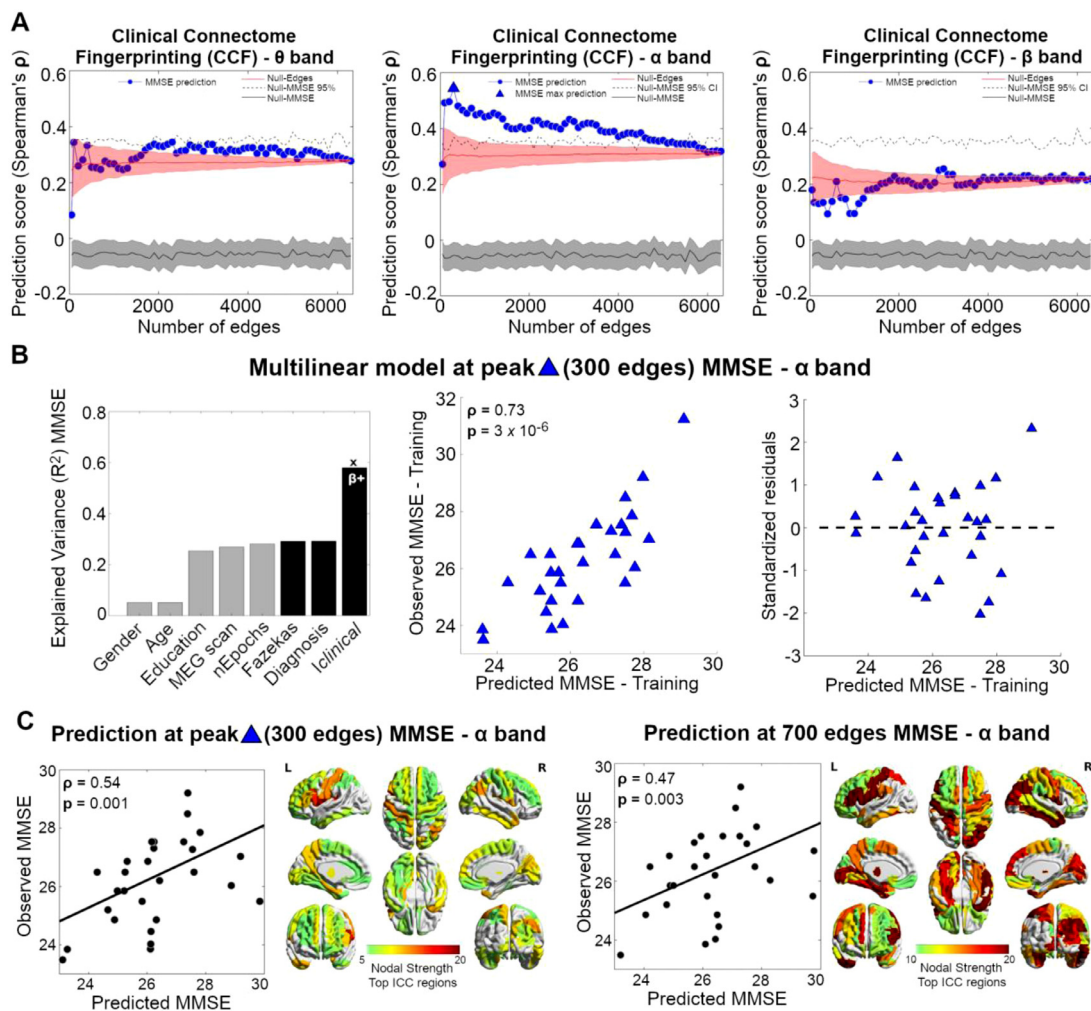 A
Clinical Connectome
Fingerprinting (CCF) - θ band
MMSE prediction
Null-Edges
Null-MMSE 95%
Null-MMSE
Prediction score (Spearman's ρ)
0.6
0.4
0.2
0
-0.2
0
2000
4000
6000
Number of edges
Clinical Connectome
Fingerprinting (CCF) - α band
MMSE prediction
MMSE max prediction
Null-Edges
Null-MMSE 95% CI
Null-MMSE
Prediction score (Spearman's ρ)
0.6
0.4
0.2
0
-0.2
0
2000
4000
6000
Number of edges
Clinical Connectome
Fingerprinting (CCF) - β band
MMSE prediction
Null-Edges
Null-MMSE 95% CI
Null-MMSE
Prediction score (Spearman's ρ)
0.6
0.4
0.2
0
-0.2
0
2000
4000
6000
Number of edges
B
Multilinear model at peak (300 edges) MMSE - α band
Explained Variance (R²) MMSE
0.8
0.6
0.4
0.2
0
x
β+
Gender
Age
Education
MEG scan
nEpochs
Fazekas
Diagnosis
Iclinical
ρ = 0.73
p = 3 x 10⁻⁶
Observed MMSE - Training
32
30
28
26
24
24
26
28
30
Predicted MMSE - Training
Standardized residuals
3
2
1
0
-1
-2
-3
24
26
28
30
Predicted MMSE - Training
C
Prediction at peak (300 edges) MMSE - α band
ρ = 0.54
p = 0.001
Observed MMSE
30
28
26
24
24
26
28
30
Predicted MMSE
L
R
5
20
Nodal Strength
Top ICC regions
Prediction at 700 edges MMSE - α band
ρ = 0.47
p = 0.003
Observed MMSE
30
28
26
24
24
26
28
30
Predicted MMSE
L
R
10
20
Nodal Strength
Top ICC regions